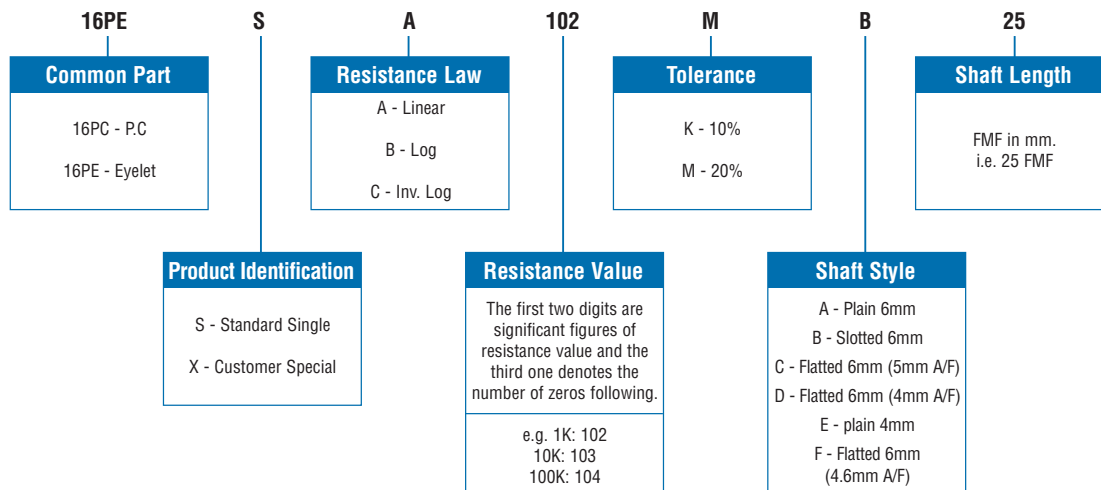 16PE S A 102 M B 25
Common Part
16PC - P.C
16PE - Eyelet
Resistance Law
A - Linear
B - Log
C - Inv. Log
Tolerance
K - 10%
M - 20%
Shaft Length
FMF in mm.
i.e. 25 FMF
Product Identification
S - Standard Single
X - Customer Special
Resistance Value
The first two digits are
significant figures of
resistance value and the
third one denotes the
number of zeros following.
e.g. 1K: 102
10K: 103
100K: 104
Shaft Style
A - Plain 6mm
B - Slotted 6mm
C - Flatted 6mm (5mm A/F)
D - Flatted 6mm (4mm A/F)
E - plain 4mm
F - Flatted 6mm
(4.6mm A/F)